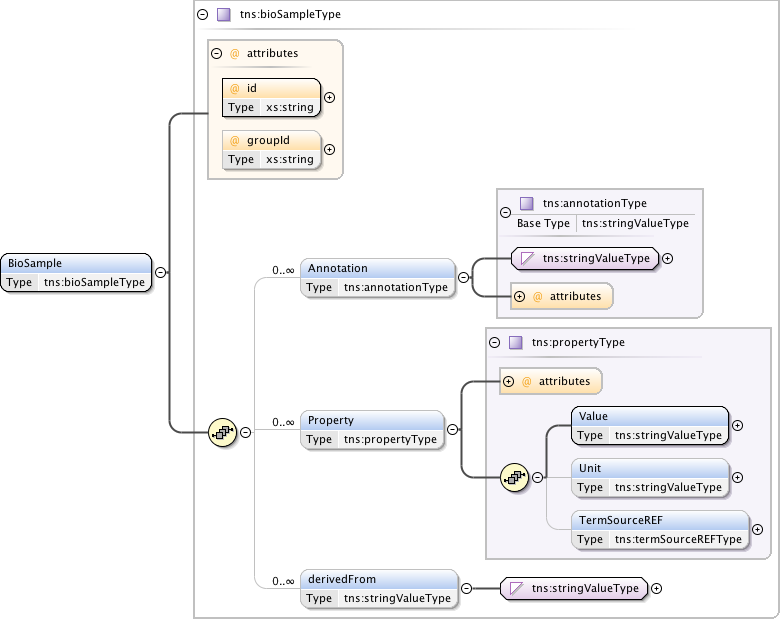 tns:bioSampleType
@ attributes
@ id
Type xs:string
@ groupId
Type xs:string
tns:annotationType
Base Type tns:stringValueType
BioSample
Type tns:bioSampleType
0..∞
Annotation
Type tns:annotationType
tns:stringValueType
@ attributes
tns:propertyType
@ attributes
0..∞
Property
Type tns:propertyType
Value
Type tns:stringValueType
Unit
Type tns:stringValueType
TermSourceREF
Type tns:termSourceREFType
0..∞
derivedFrom
Type tns:stringValueType
tns:stringValueType